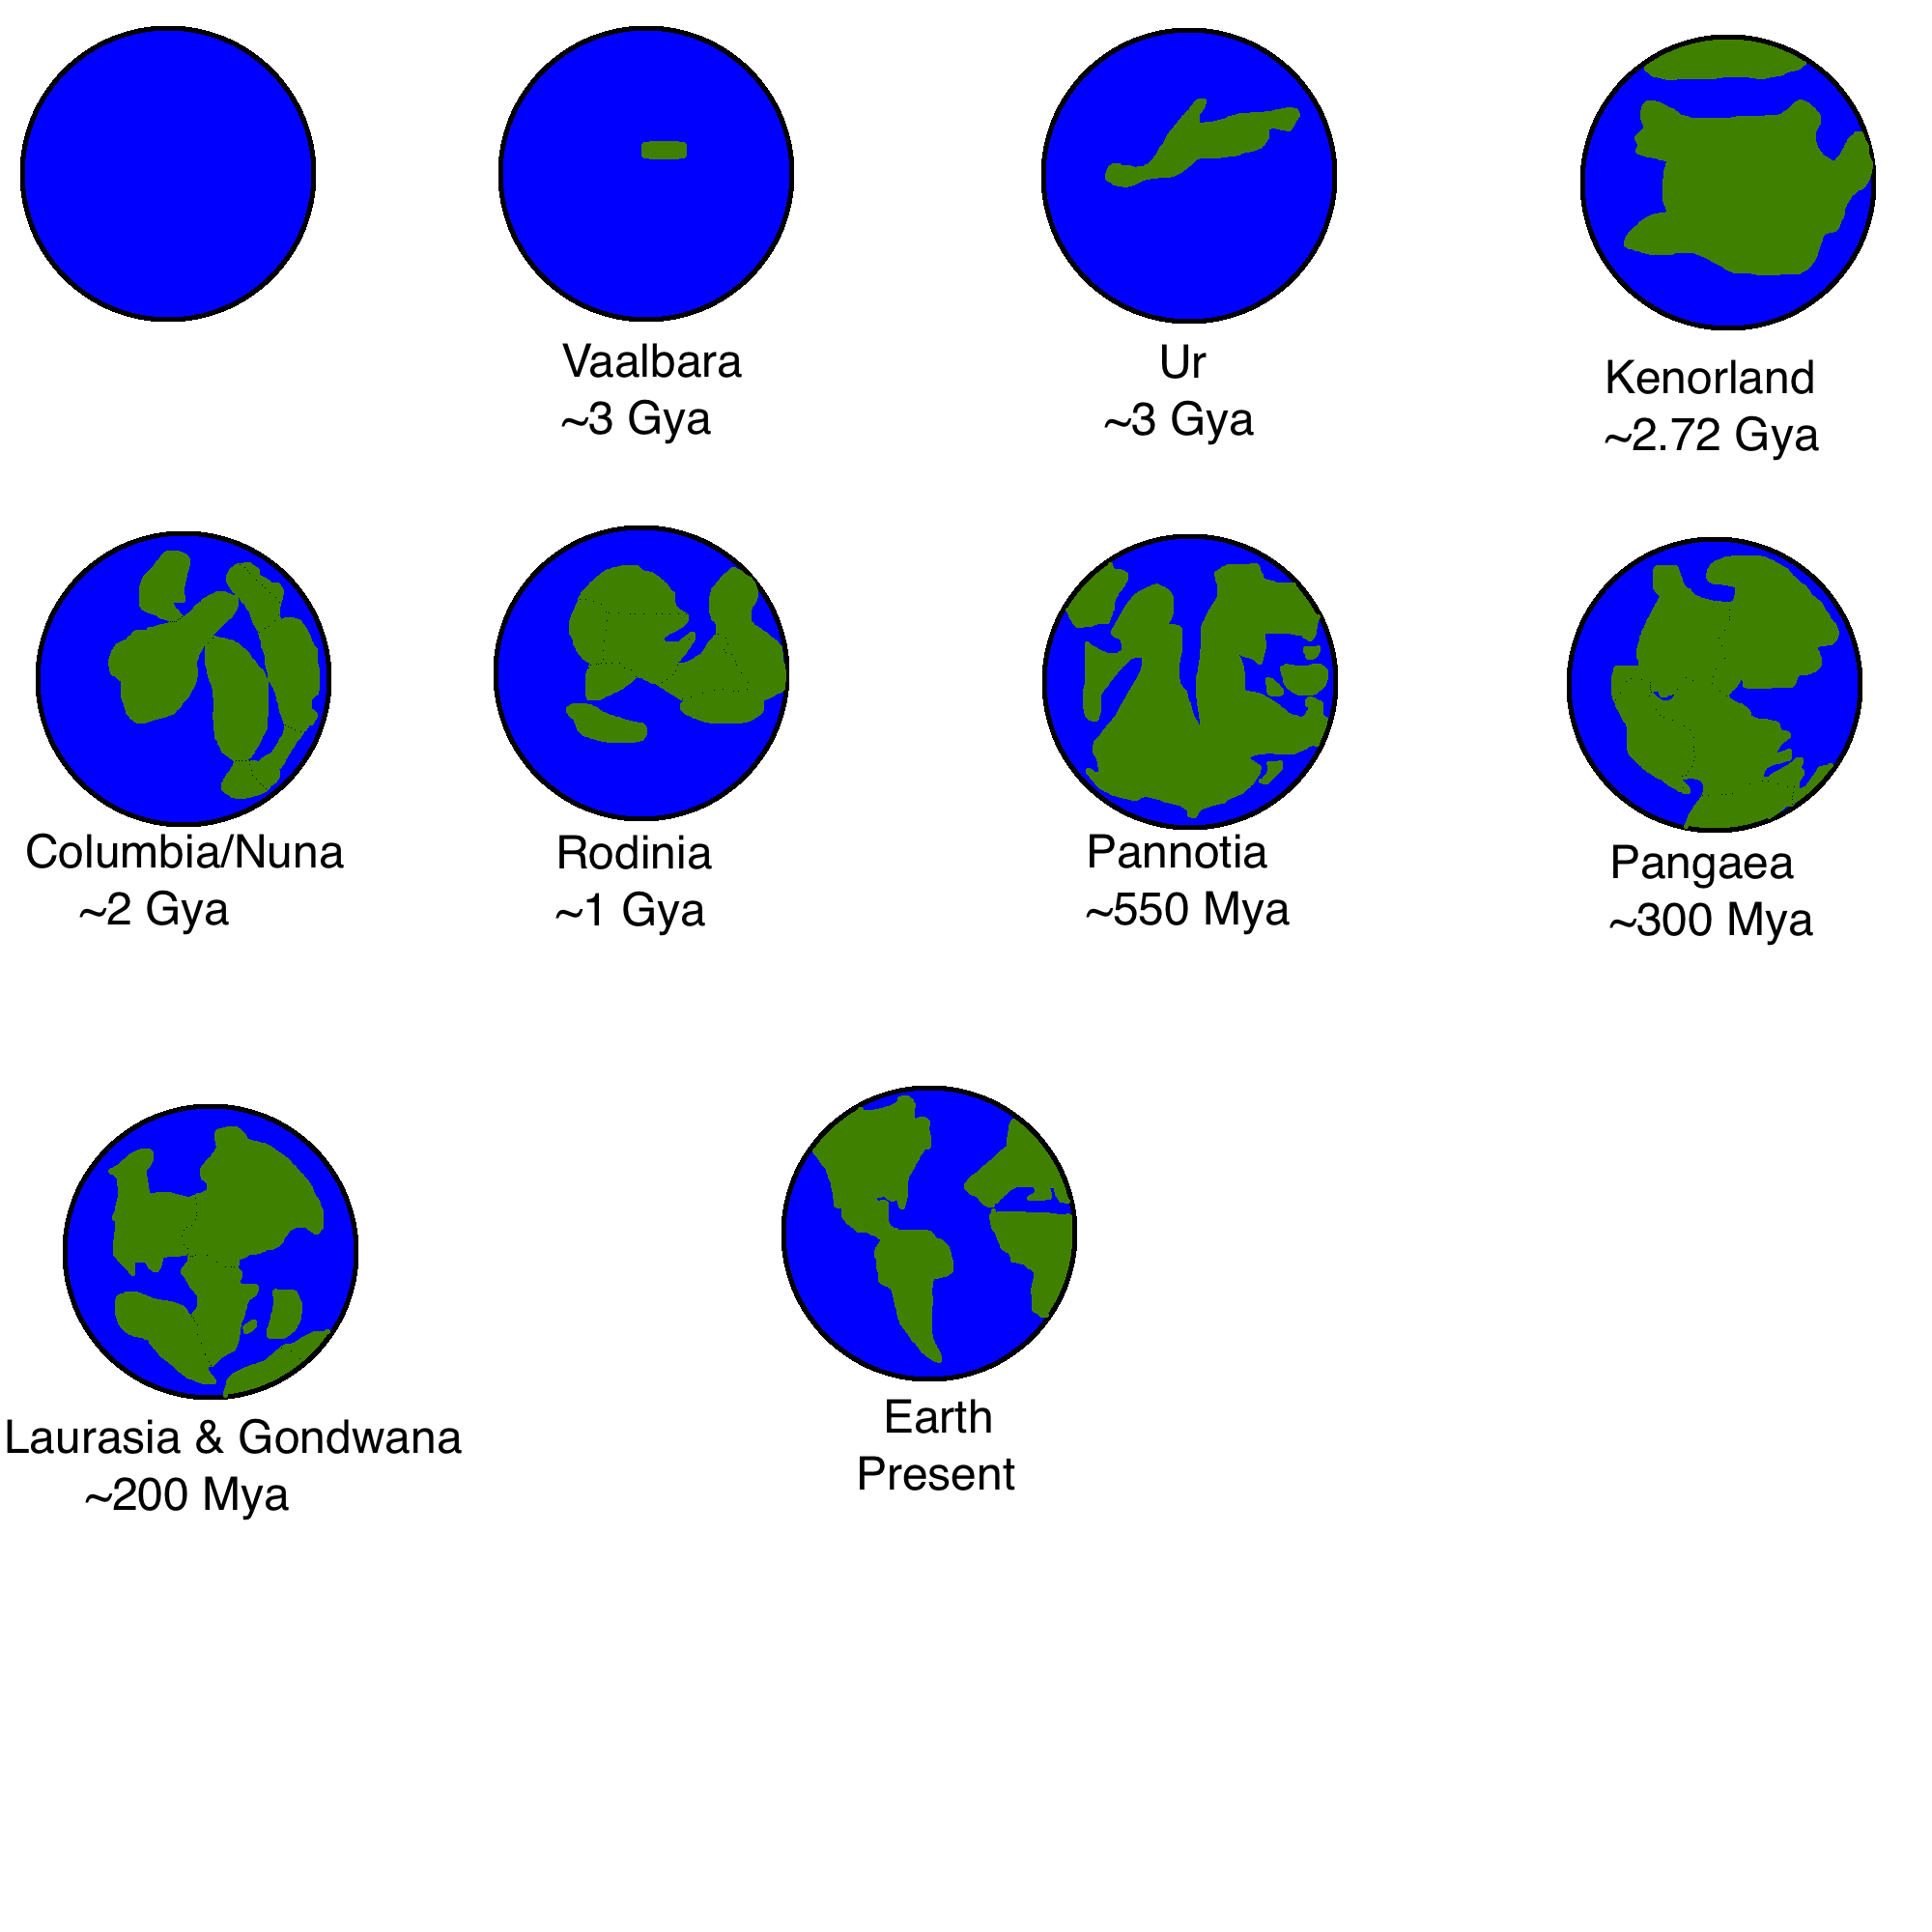 Vaalbara
~3 Gya
Ur
~3 Gya
Kenorland
~2.72 Gya
Columbia/Nuna
~2 Gya
Rodinia
~1 Gya
Pannotia
~550 Mya
Pangaea
~300 Mya
Laurasia & Gondwana
~200 Mya
Earth
Present